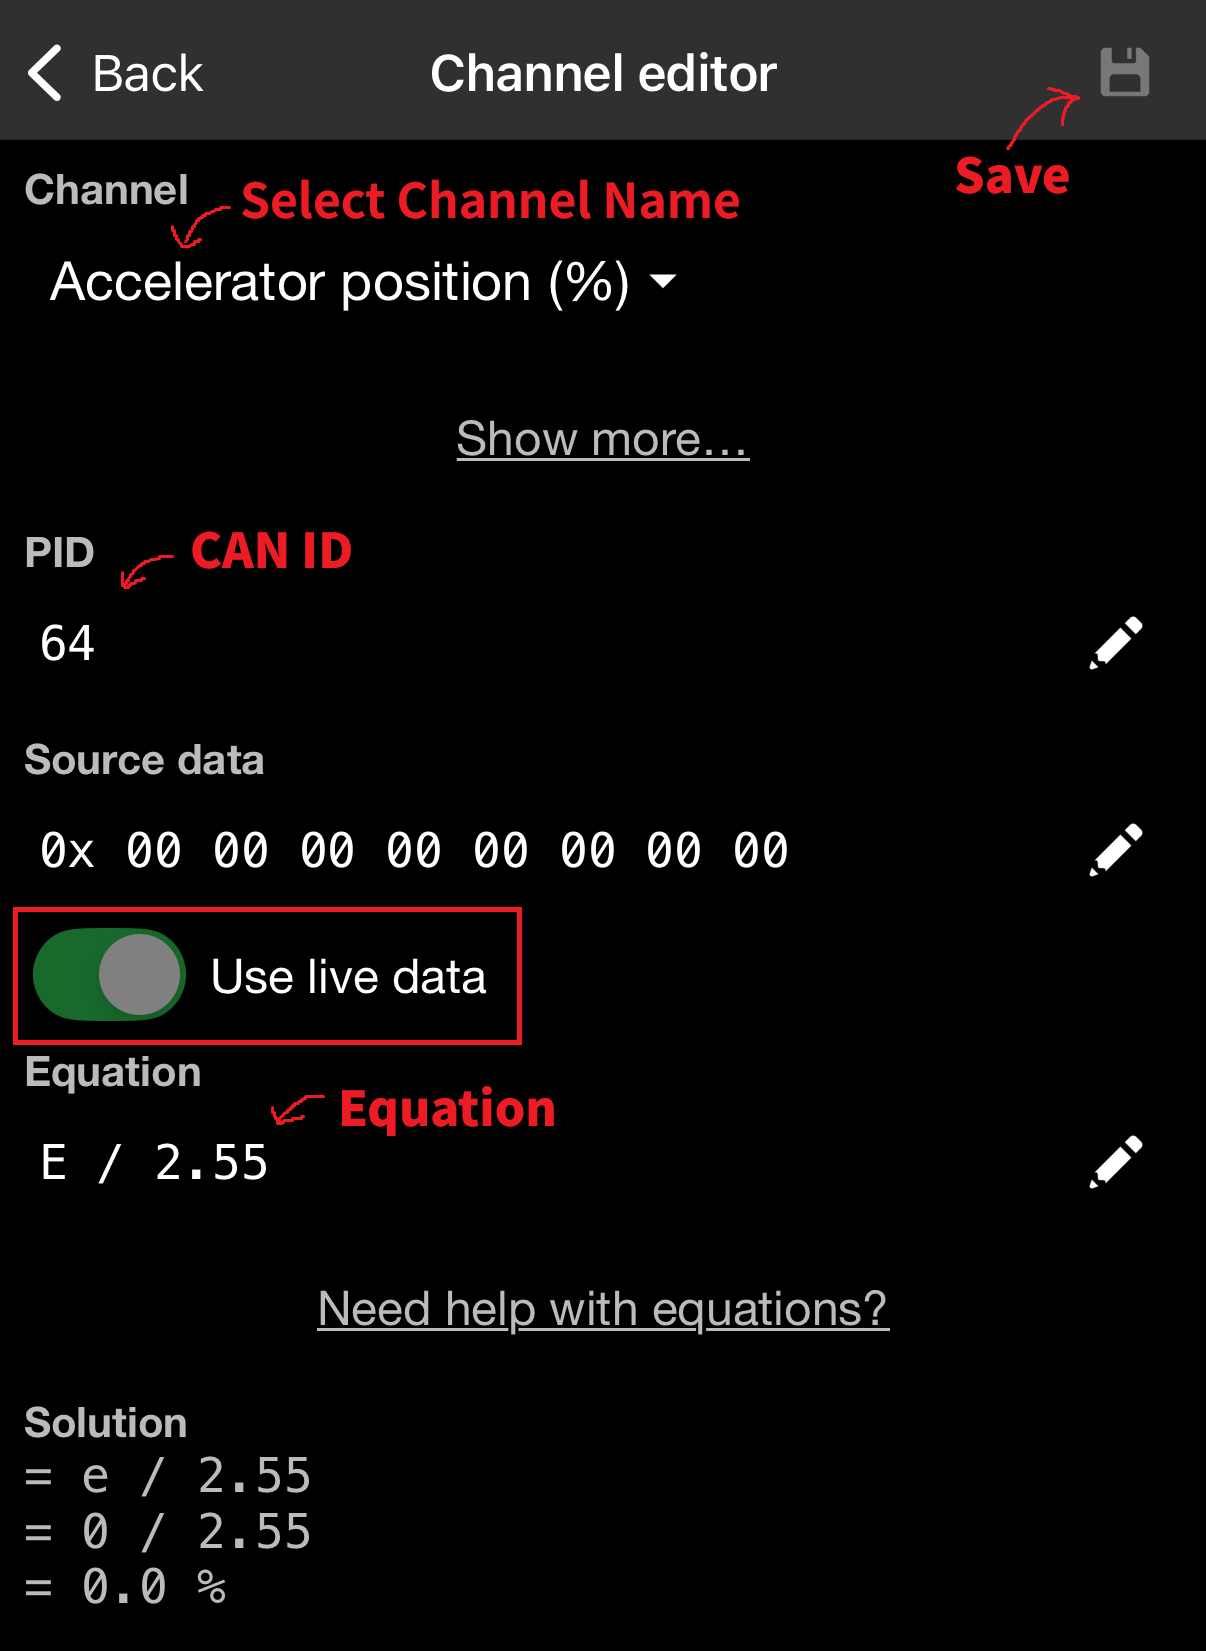 Back
Channel editor
Save
Channel
Select Channel Name
Accelerator position (%)
Show more...
PID
CAN ID
64
Source data
0x 00 00 00 00 00 00 00 00
Use live data
Equation
Equation
E / 2.55
Need help with equations?
Solution
= e / 2.55
= 0 / 2.55
= 0.0 %